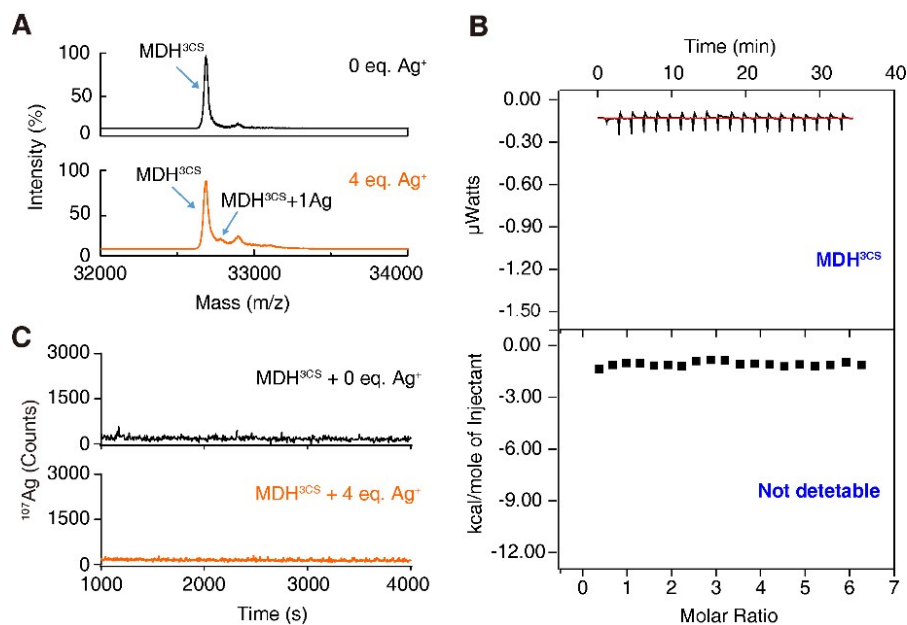 A
100
MDH³ᶜˢ
0 eq. Ag⁺
50
0
100
MDH³ᶜˢ
4 eq. Ag⁺
MDH³ᶜˢ+1Ag
50
0
Intensity (%)
32000 33000 34000
Mass (m/z)
B
Time (min)
0 10 20 30 40
0.00
-0.30
-0.60
-0.90
-1.20
-1.50
µWatts
MDH³ᶜˢ
0.00
-3.00
-6.00
-9.00
-12.00
kcal/mole of Injectant
Not detetable
0 1 2 3 4 5 6 7
Molar Ratio
C
3000
MDH³ᶜˢ + 0 eq. Ag⁺
1500
0
3000
MDH³ᶜˢ + 4 eq. Ag⁺
1500
0
¹⁰⁷Ag (Counts)
1000 2000 3000 4000
Time (s)